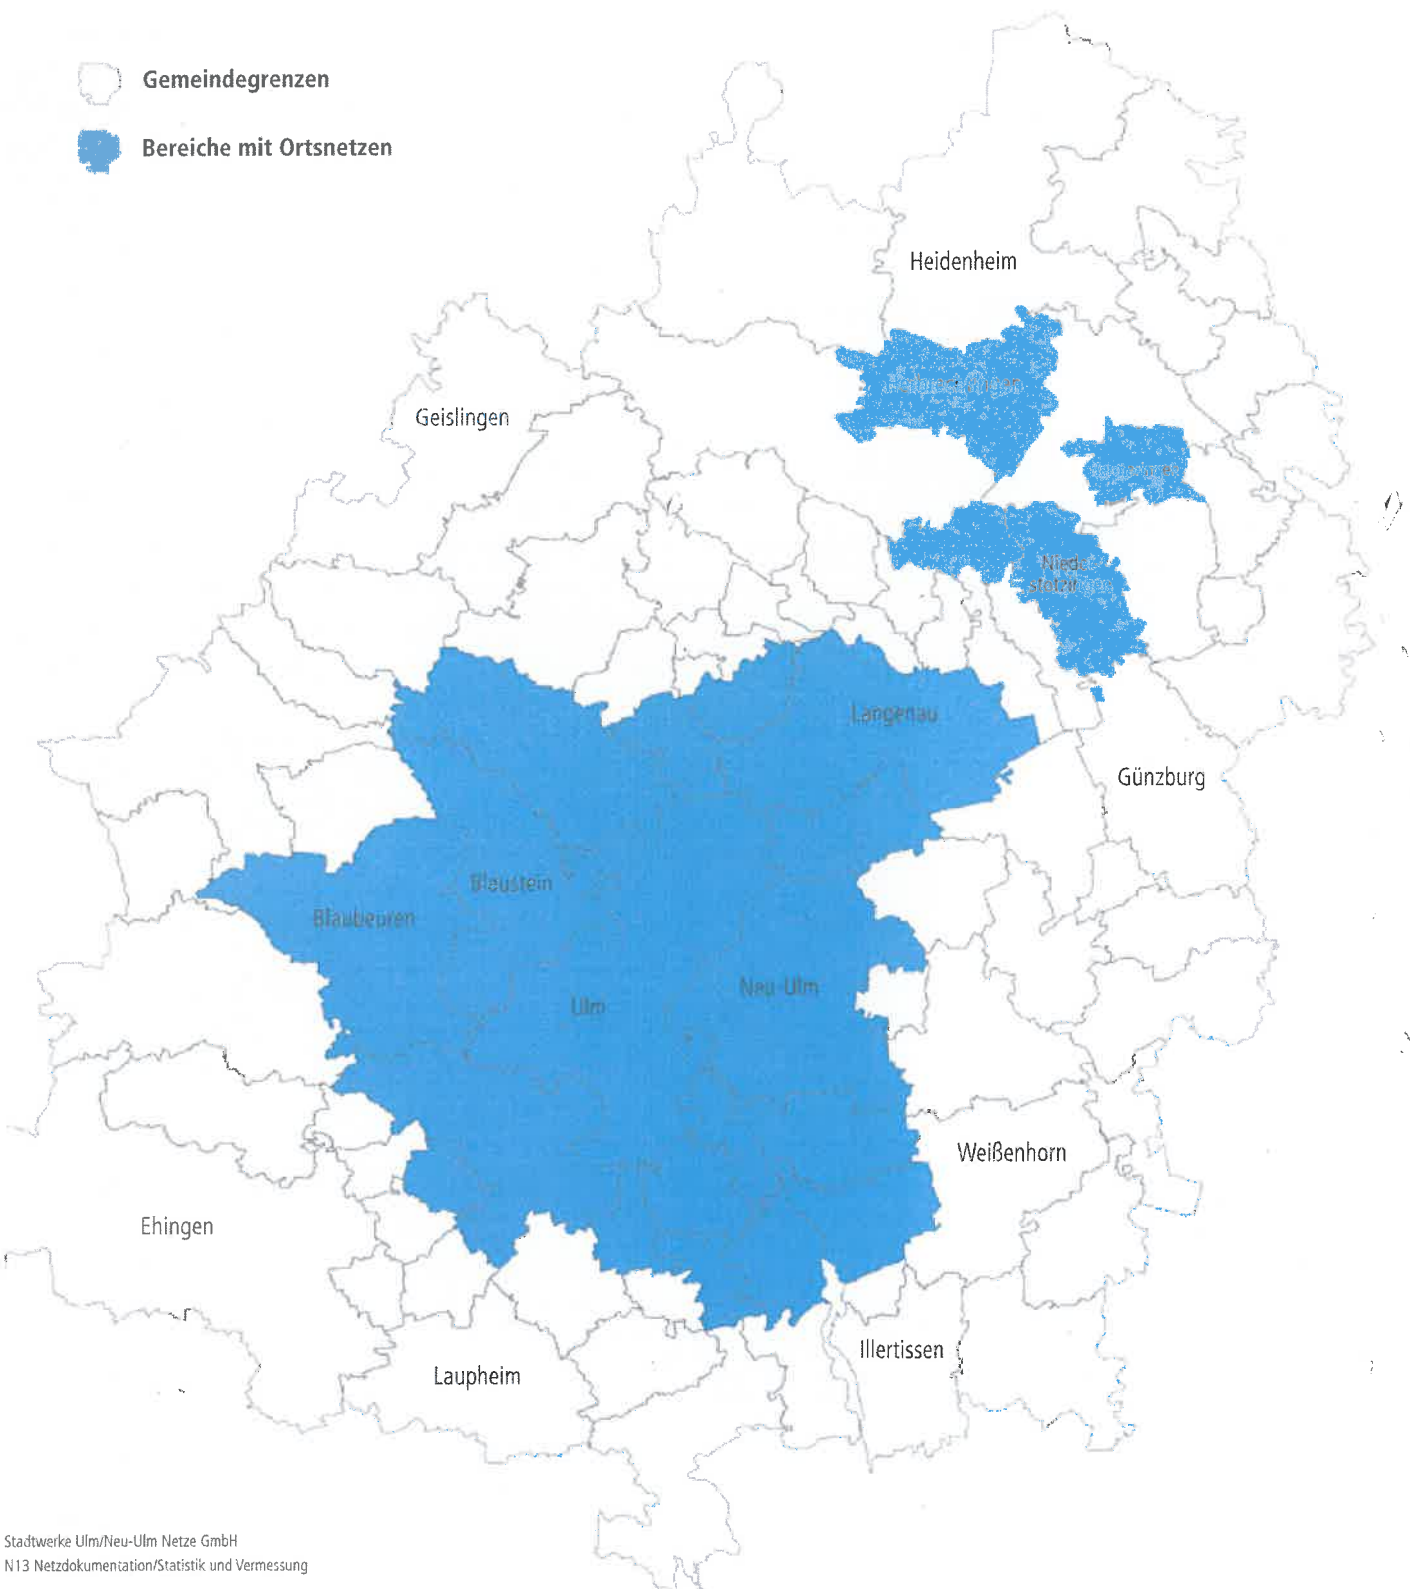 Gemeindegrenzen
Bereiche mit Ortsnetzen
Heidenheim
Geislingen
Langenau
Günzburg
Blaustein
Blaubeuren
Neu-Ulm
Ulm
Weißenhorn
Ehingen
Illertissen
Laupheim
Stadtwerke Ulm/Neu-Ulm Netze GmbH
N13 Netzdokumentation/Statistik und Vermessung